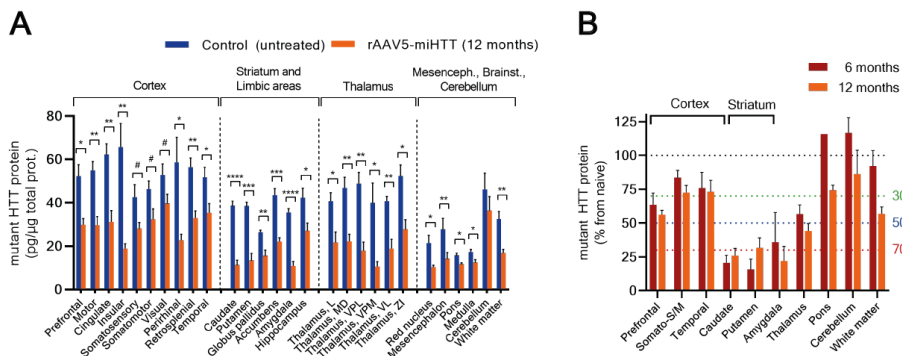 A
Control (untreated)
rAAV5-miHTT (12 months)
Cortex
Striatum and
Limbic areas
Thalamus
Mesenceph., Brainst.,
Cerebellum
mutant HTT protein
(pg/µg total prot.)
80
60
40
20
0
* ** ** ** # # # * ** *
**** *** ** *** **** *
* ** ** * ** *
* ** * * **
Prefrontal
Motor
Cingulate
Insular
Somatosensory
Somatomotor
Visual
Perirhinal
Retrosplenial
Temporal
Caudate
Putamen
Globus pallidus
Accumbens
Amygdala
Hippocampus
Thalamus, L
Thalamus, MD
Thalamus, VPL
Thalamus, VPM
Thalamus, VL
Thalamus, ZI
Red nucleus
Mesencephalon
Pons
Medulla
Cerebellum
White matter
B
6 months
12 months
Cortex
Striatum
mutant HTT protein
(% from naive)
125
100
75
50
25
0
30
50
70
Prefrontal
Somato-S/M
Temporal
Caudate
Putamen
Amygdala
Thalamus
Pons
Cerebellum
White matter